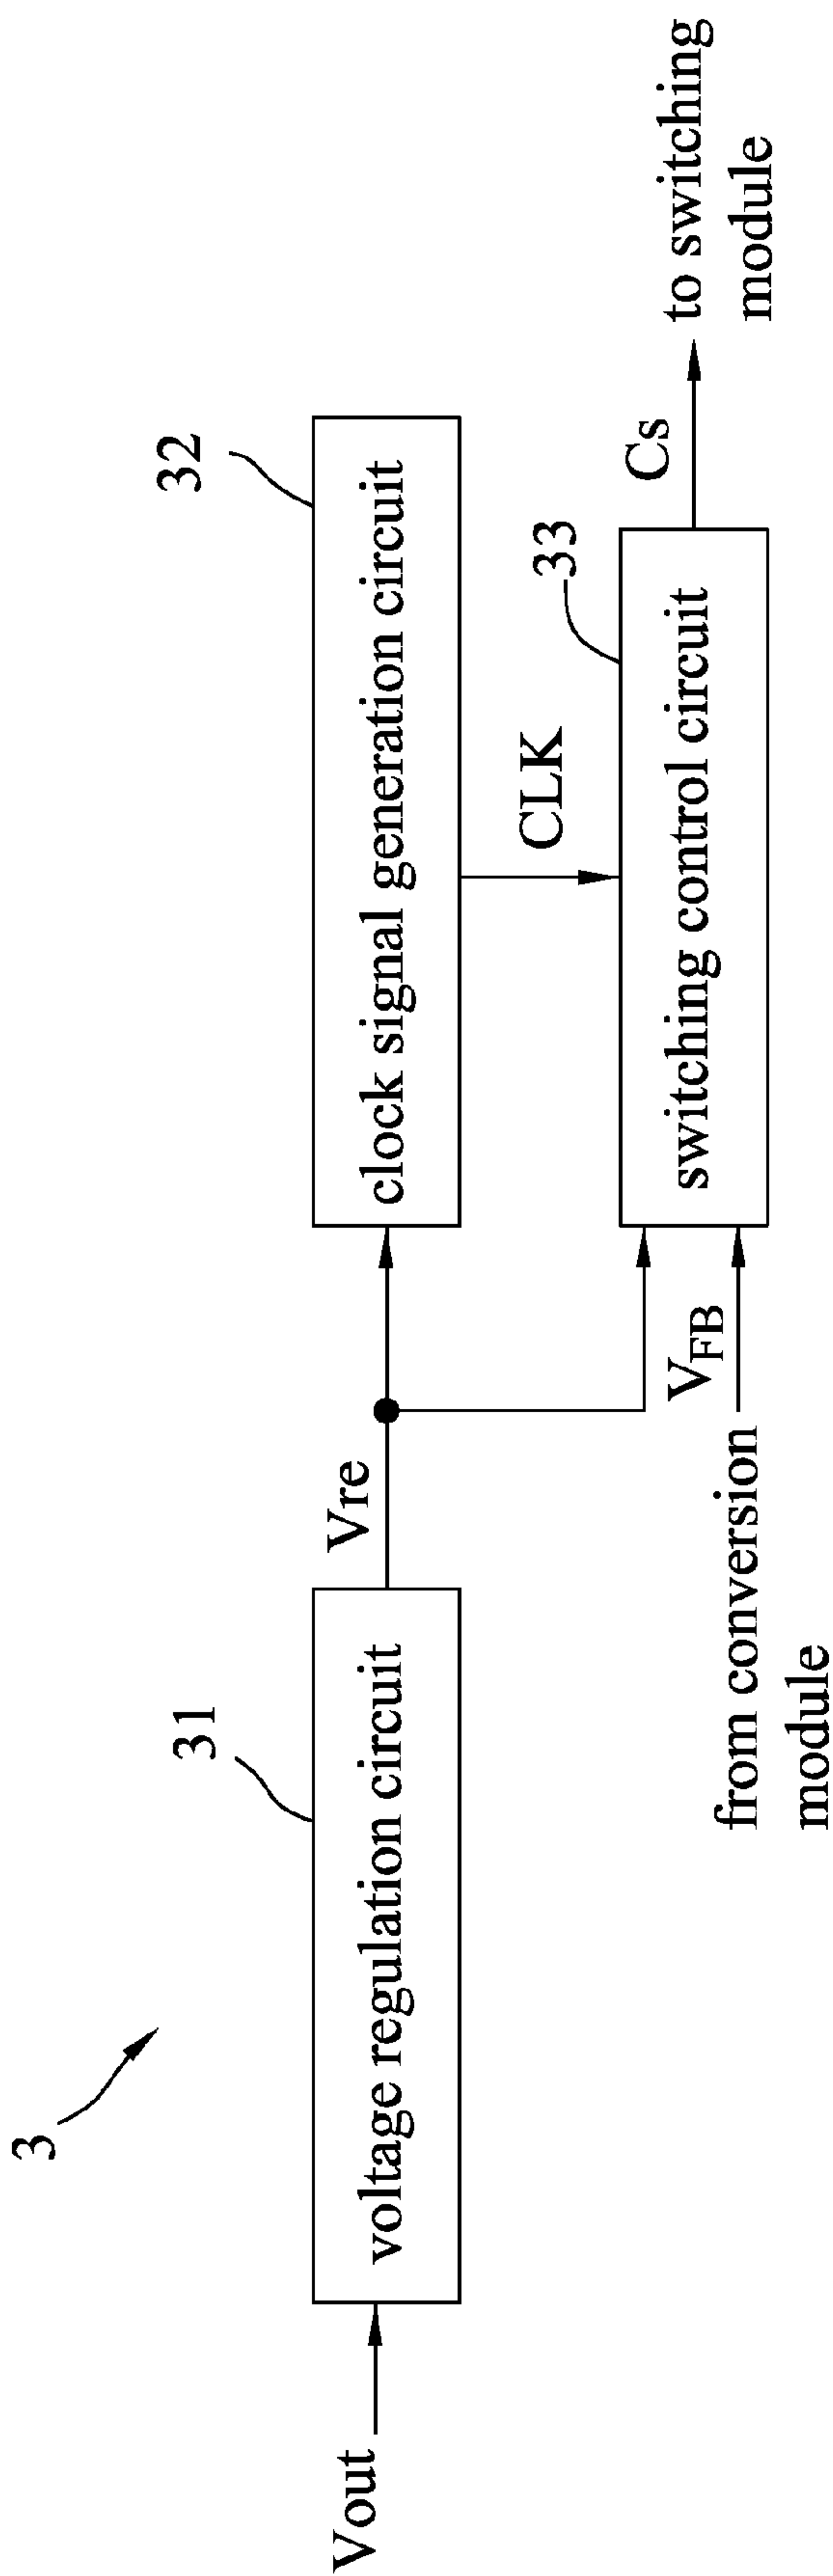 3
Vout
31
voltage regulation circuit
Vre
32
clock signal generation circuit
CLK
from conversion
module
VFB
33
switching control circuit
Cs
to switching
module